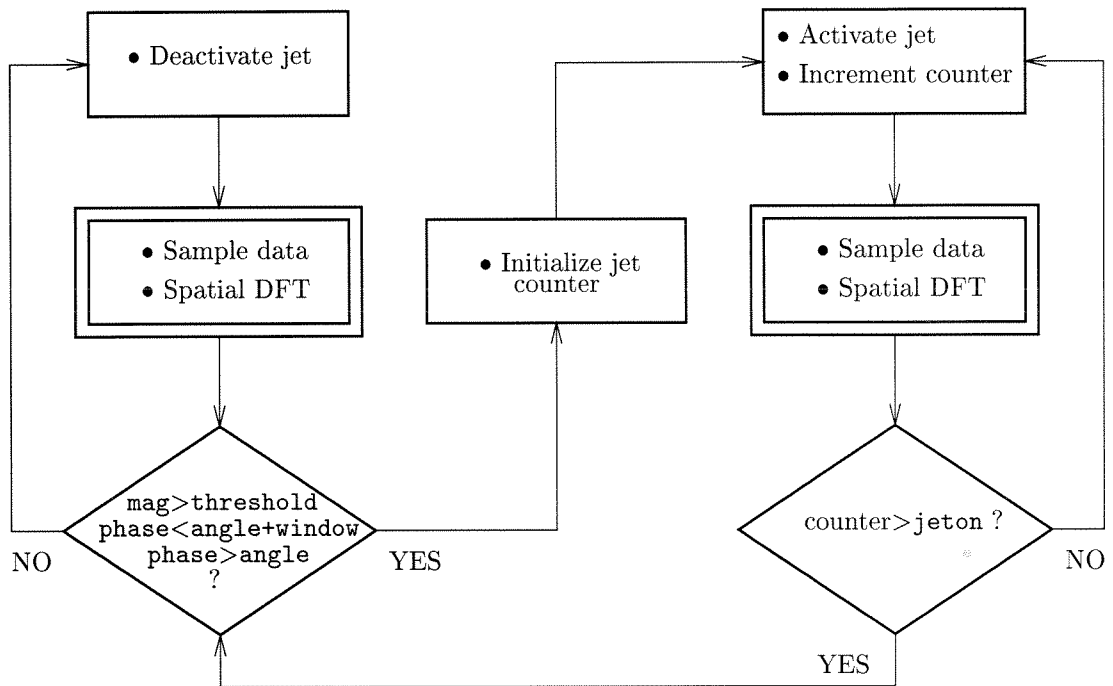 • Deactivate jet
• Activate jet
• Increment counter
• Sample data
• Spatial DFT
• Initialize jet
counter
• Sample data
• Spatial DFT
mag>threshold
phase<angle+window
phase>angle
?
NO
YES
counter>jeton ?
NO
YES